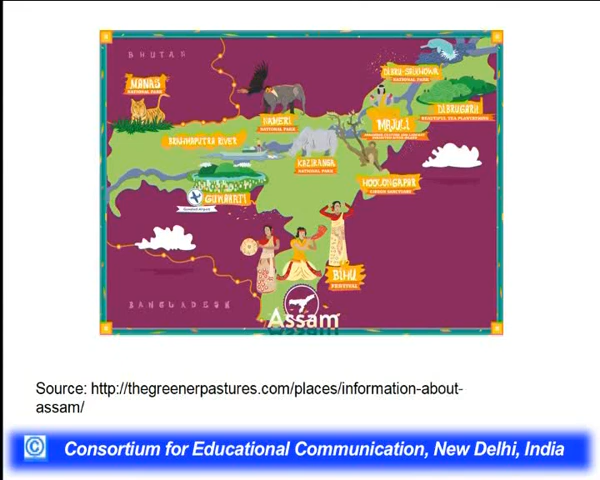 BHUTAN
MANAS
NATIONAL PARK
DIBRU-SAIKHOWA
NATIONAL PARK
DIBRUGARH
BEAUTIFUL TEA PLANTATIONS
NAMERI
NATIONAL PARK
MAJULI
BRAHMAPUTRA RIVER
KAZIRANGA
NATIONAL PARK
HOOLONGAPAR
GIBBON SANCTUARY
GUWAHATI
BIHU
FESTIVAL
BANGLADESH
Assam
Source: http://thegreenerpastures.com/places/information-about-
assam/
© Consortium for Educational Communication, New Delhi, India